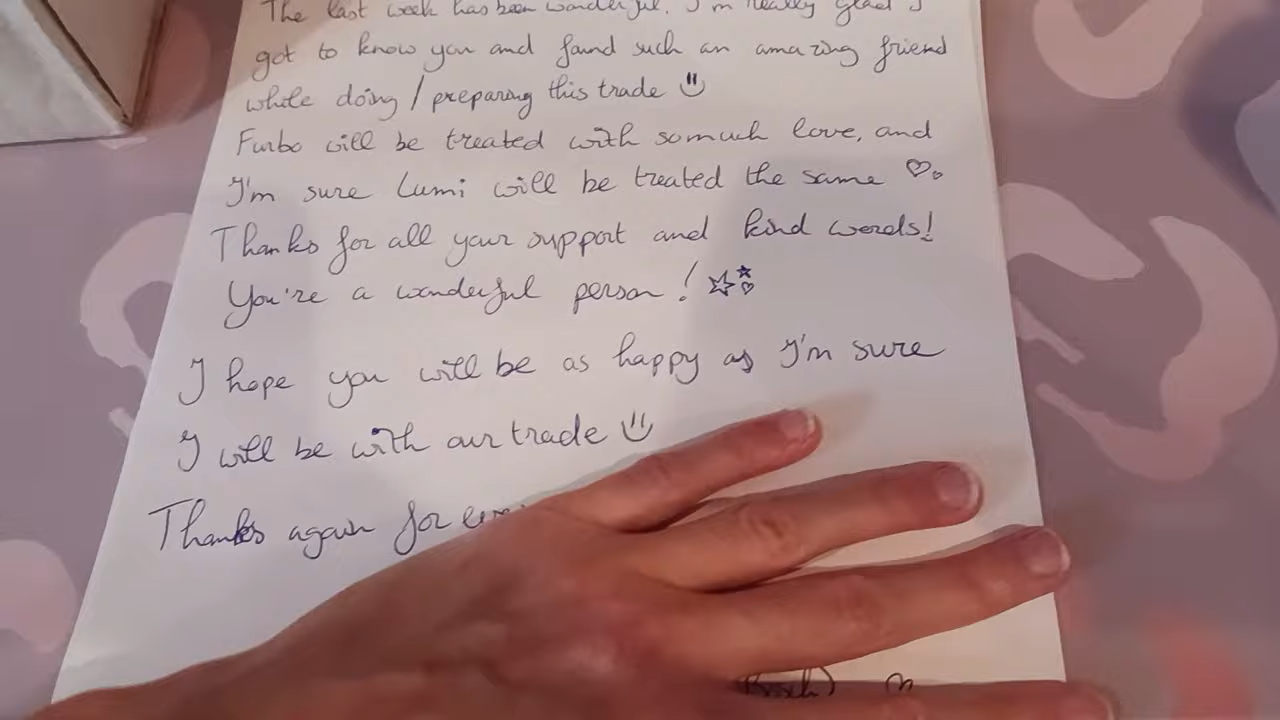 The last week has been wonderful. I'm really glad I
got to know you and found such an amazing friend
while doing / preparing this trade
Furbo will be treated with so much love, and
I'm sure Lumi will be treated the same ♡.
Thanks for all your support and kind words!
You're a wonderful person!
I hope you will be as happy as I'm sure
I will be with our trade
Thanks again for